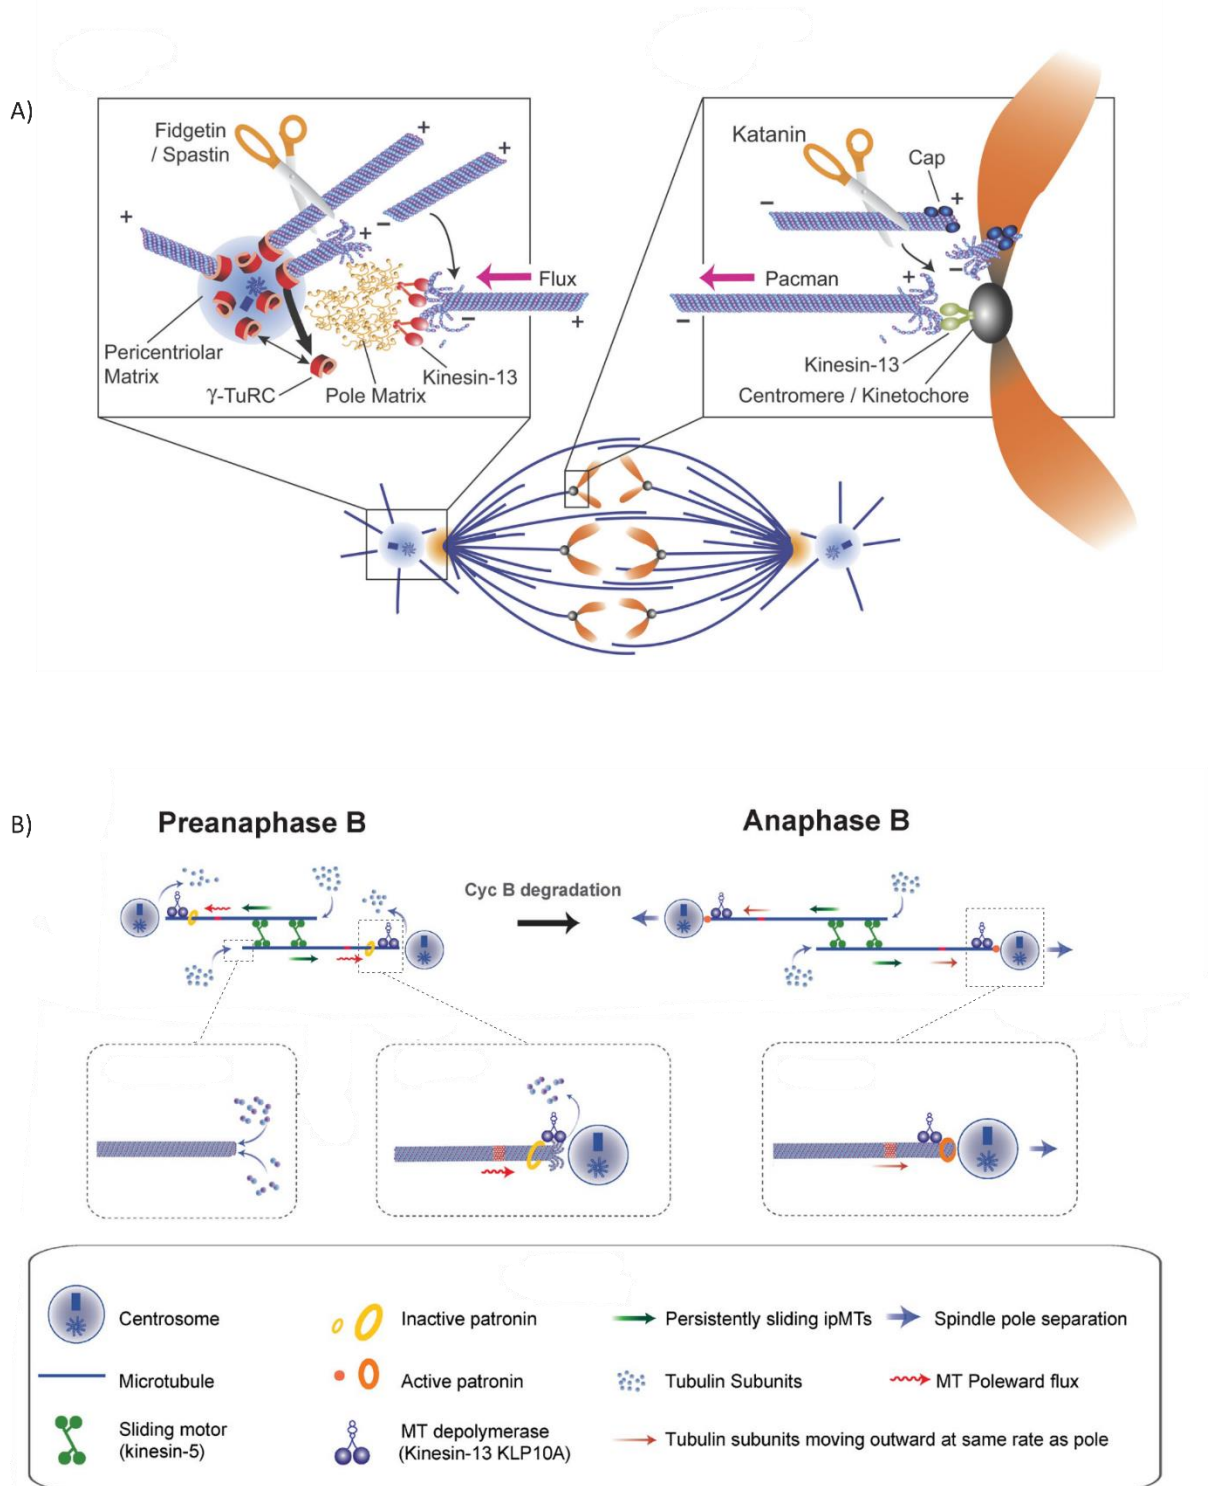 A)
Fidgetin
/ Spastin
+
+
+
+
−
−
+
Flux
Pericentriolar
Matrix
γ-TuRC
Pole Matrix
Kinesin-13
Katanin
Cap
−
+
−
+
−
Pacman
Kinesin-13
Centromere / Kinetochore
B)
Preanaphase B
Anaphase B
Cyc B degradation
Centrosome
Inactive patronin
Persistently sliding ipMTs
Spindle pole separation
Microtubule
Active patronin
Tubulin Subunits
MT Poleward flux
Sliding motor
(kinesin-5)
MT depolymerase
(Kinesin-13 KLP10A)
Tubulin subunits moving outward at same rate as pole